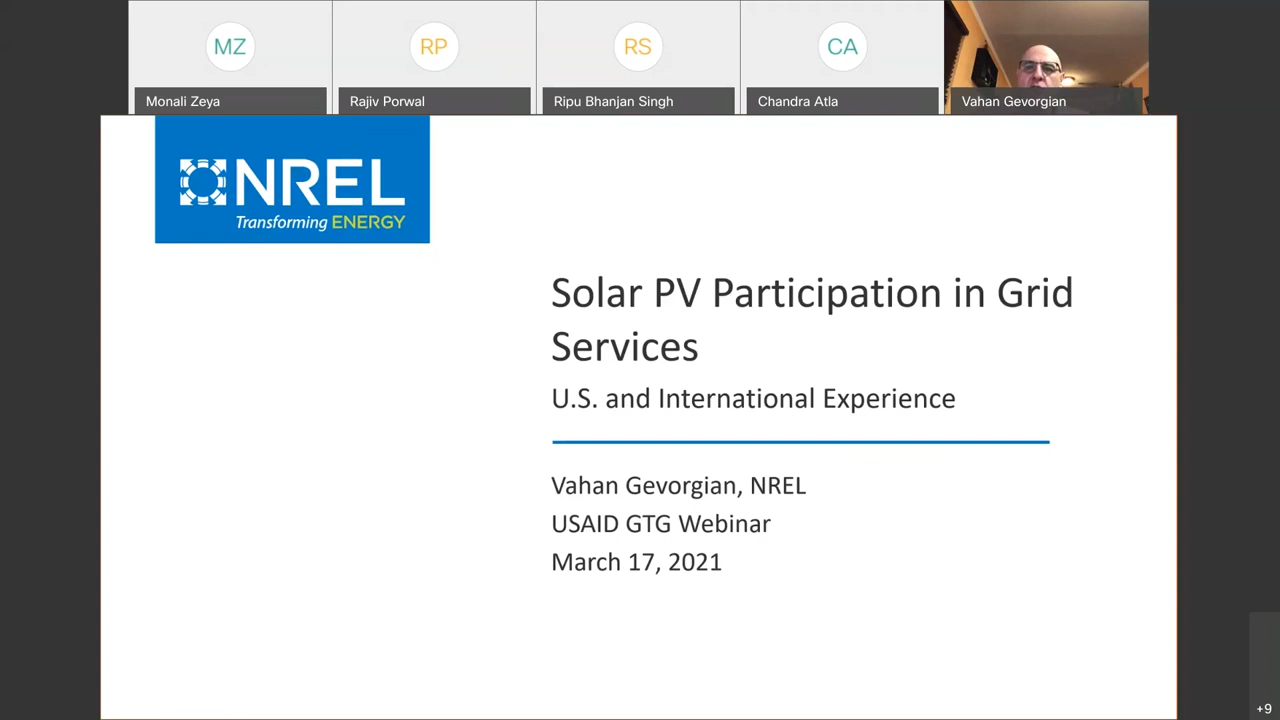 MZ
RP
RS
CA
Monali Zeya
Rajiv Porwal
Ripu Bhanjan Singh
Chandra Atla
Vahan Gevorgian
NREL
Transforming ENERGY
Solar PV Participation in Grid
Services
U.S. and International Experience
Vahan Gevorgian, NREL
USAID GTG Webinar
March 17, 2021
+9